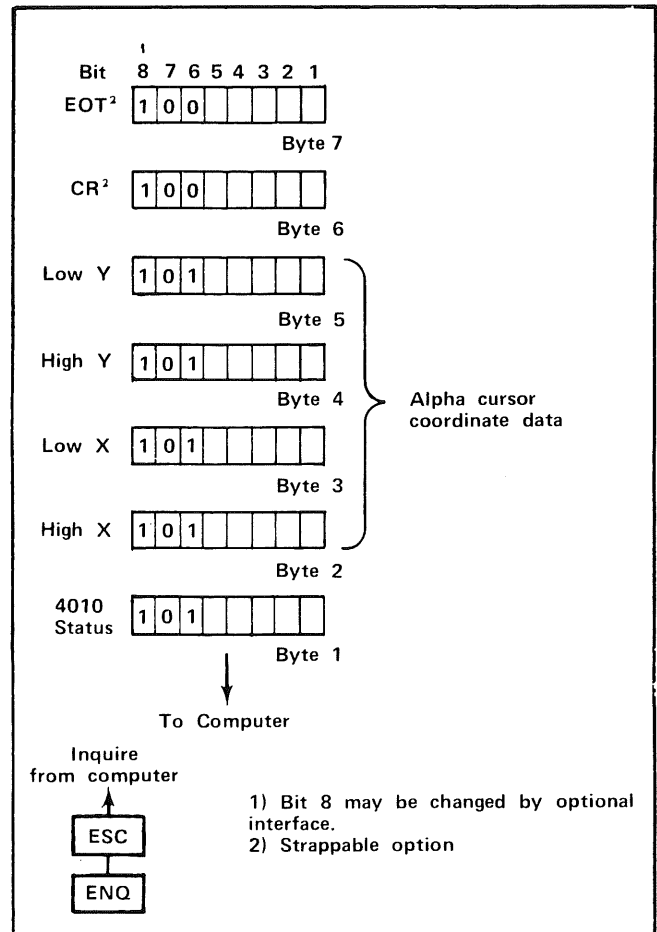 1
Bit 8 7 6 5 4 3 2 1
EOT² 1 0 0
Byte 7
CR² 1 0 0
Byte 6
Low Y 1 0 1
Byte 5
High Y 1 0 1
Byte 4
Alpha cursor
coordinate data
Low X 1 0 1
Byte 3
High X 1 0 1
Byte 2
4010
Status 1 0 1
Byte 1
To Computer
Inquire
from computer
ESC
ENQ
1) Bit 8 may be changed by optional
interface.
2) Strappable option